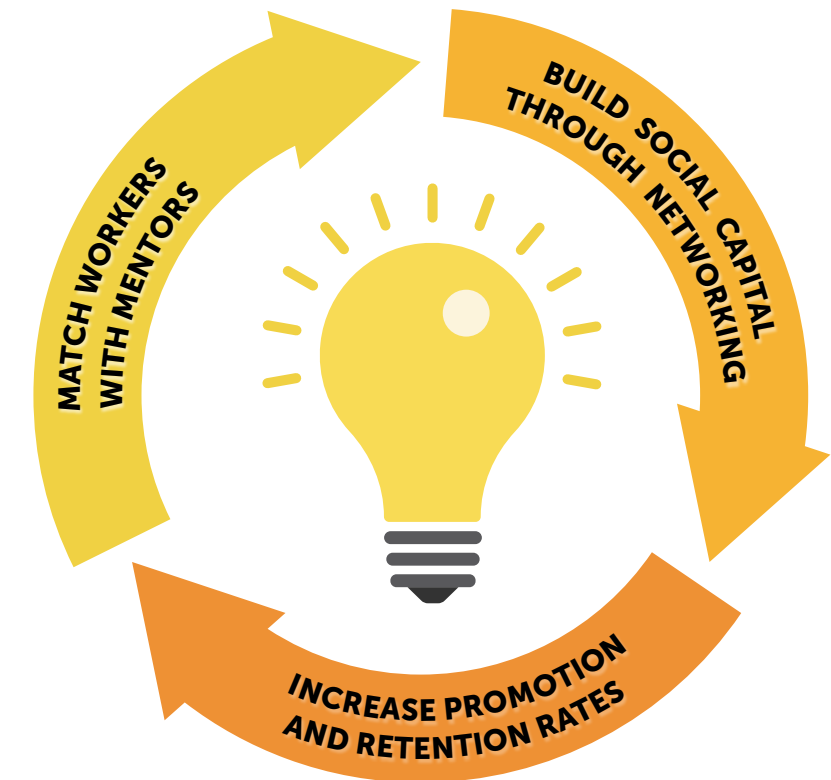 MATCH WORKERS
WITH MENTORS
BUILD SOCIAL CAPITAL
THROUGH NETWORKING
INCREASE PROMOTION
AND RETENTION RATES